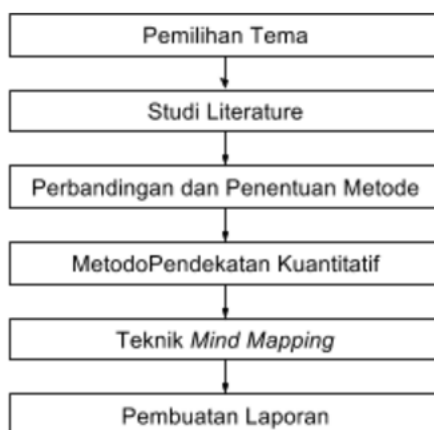 Pemilihan Tema
Studi Literature
Perbandingan dan Penentuan Metode
MetodoPendekatan Kuantitatif
Teknik Mind Mapping
Pembuatan Laporan